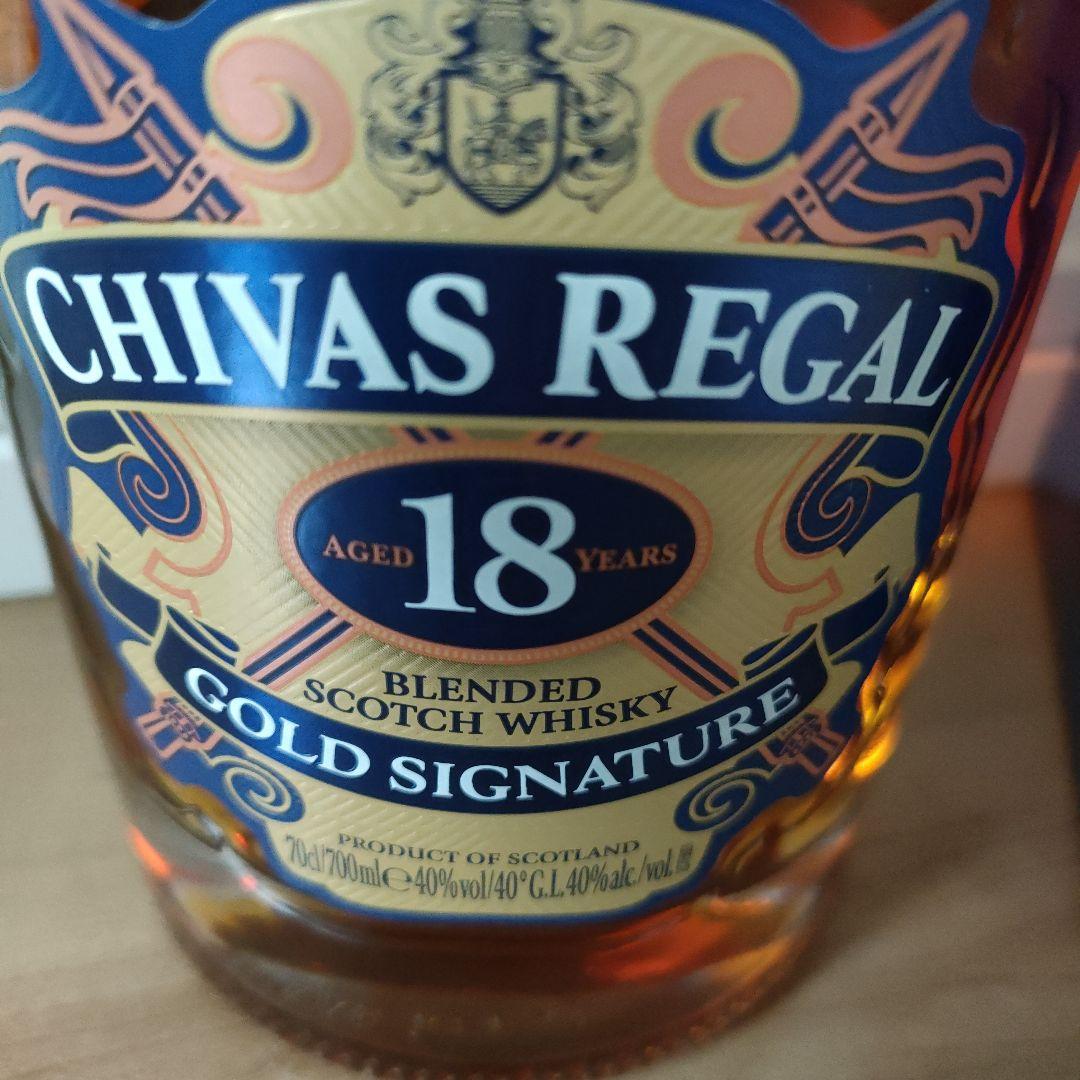 CHIVAS REGAL
AGED 18 YEARS
BLENDED
SCOTCH WHISKY
GOLD SIGNATURE
PRODUCT OF SCOTLAND
70cl/700ml ℮ 40%vol/40° G.L. 40%alc./vol.